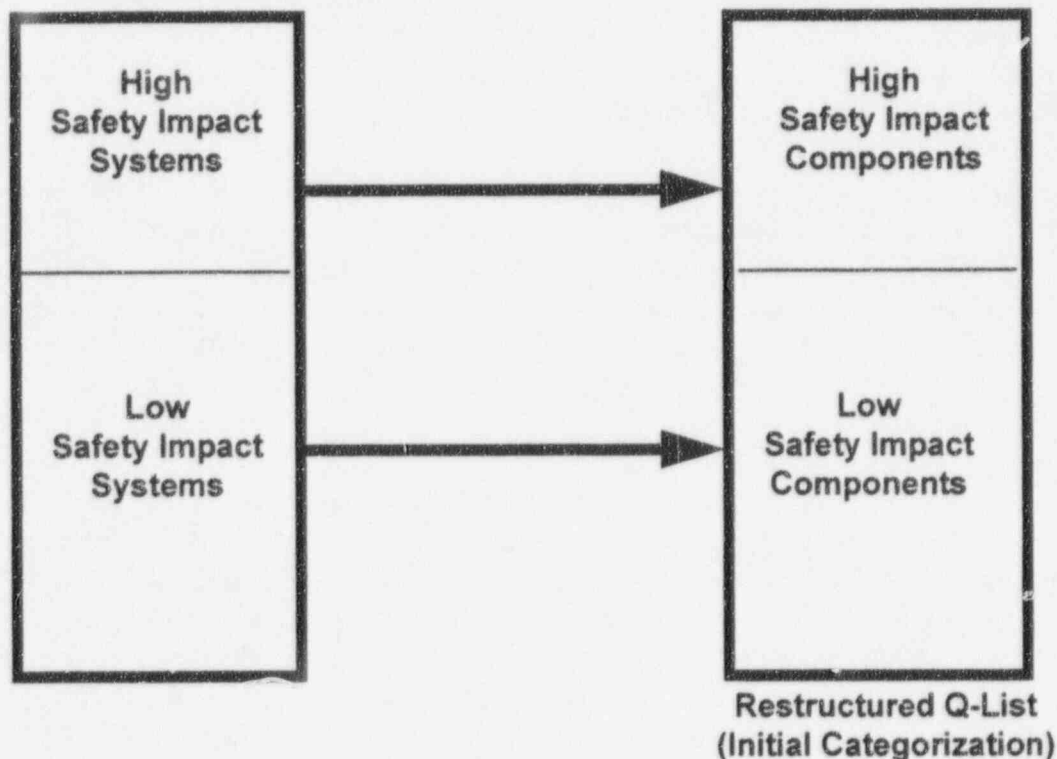 High
Safety Impact
Systems
High
Safety Impact
Components
Low
Safety Impact
Systems
Low
Safety Impact
Components
Restructured Q-List
(Initial Categorization)